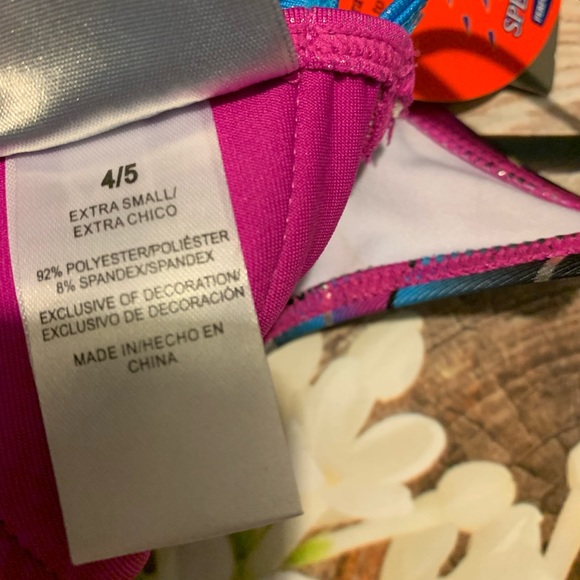 4/5
EXTRA SMALL/
EXTRA CHICO
92% POLYESTER/POLIÉSTER
8% SPANDEX/SPANDEX
EXCLUSIVE OF DECORATION/
EXCLUSIVO DE DECORACIÓN
MADE IN/HECHO EN
CHINA